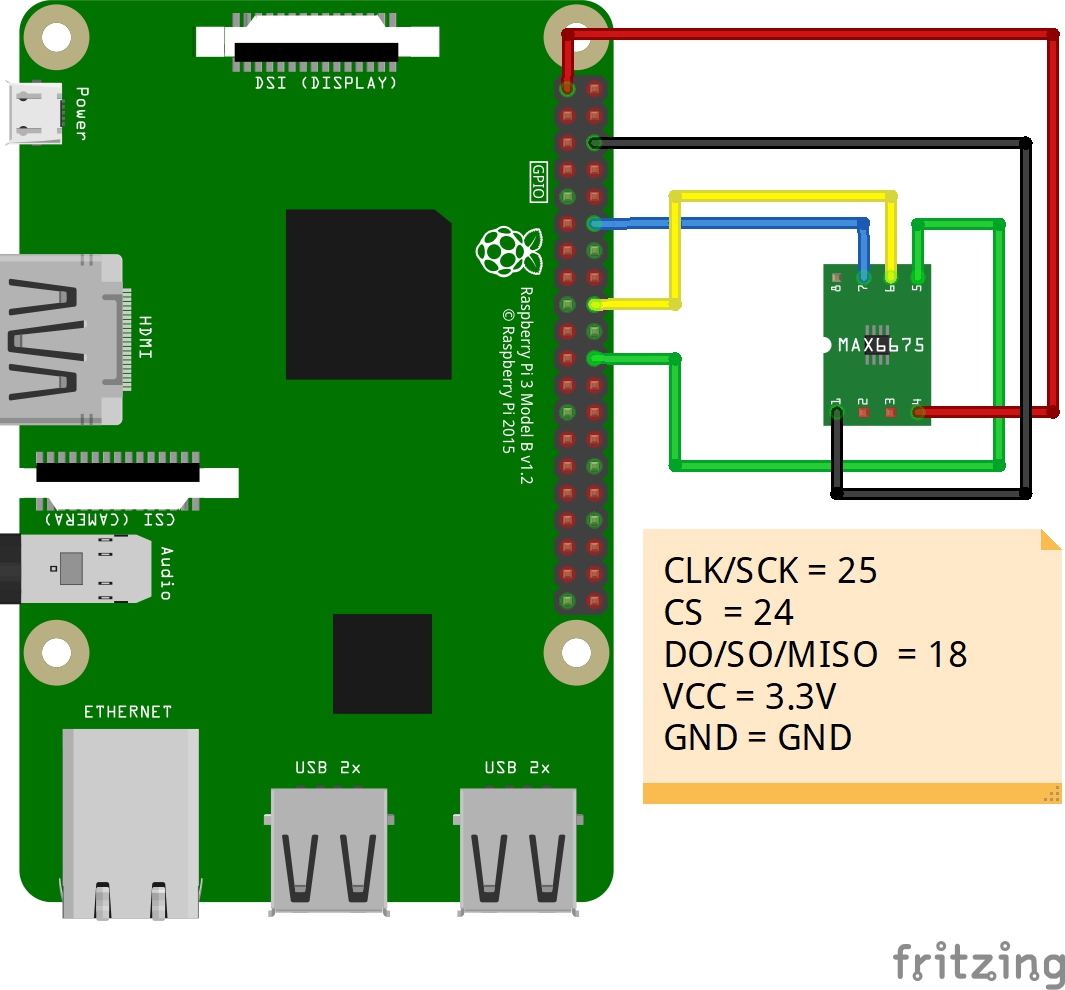 DSI (DISPLAY)
Power
GPIO
Raspberry Pi 3 Model B v1.2
© Raspberry Pi 2015
HDMI
8 7 6 5
MAX6675
1 2 3 4
CSI (CAMERA)
Audio
CLK/SCK = 25
CS = 24
DO/SO/MISO = 18
VCC = 3.3V
GND = GND
ETHERNET
USB 2x
USB 2x
fritzing